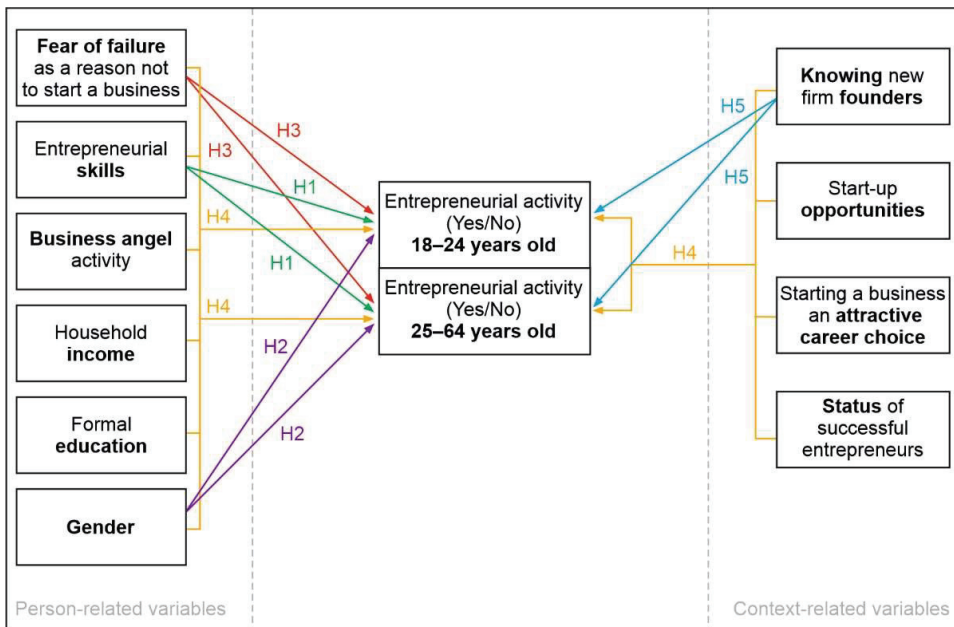 Fear of failure
as a reason not
to start a business
Entrepreneurial
skills
Business angel
activity
Household
income
Formal
education
Gender
Person-related variables
H3
H3
H1
H4
H1
H4
H2
H2
Entrepreneurial activity
(Yes/No)
18–24 years old
Entrepreneurial activity
(Yes/No)
25–64 years old
H5
H5
H4
Knowing new
firm founders
Start-up
opportunities
Starting a business
an attractive
career choice
Status of
successful
entrepreneurs
Context-related variables